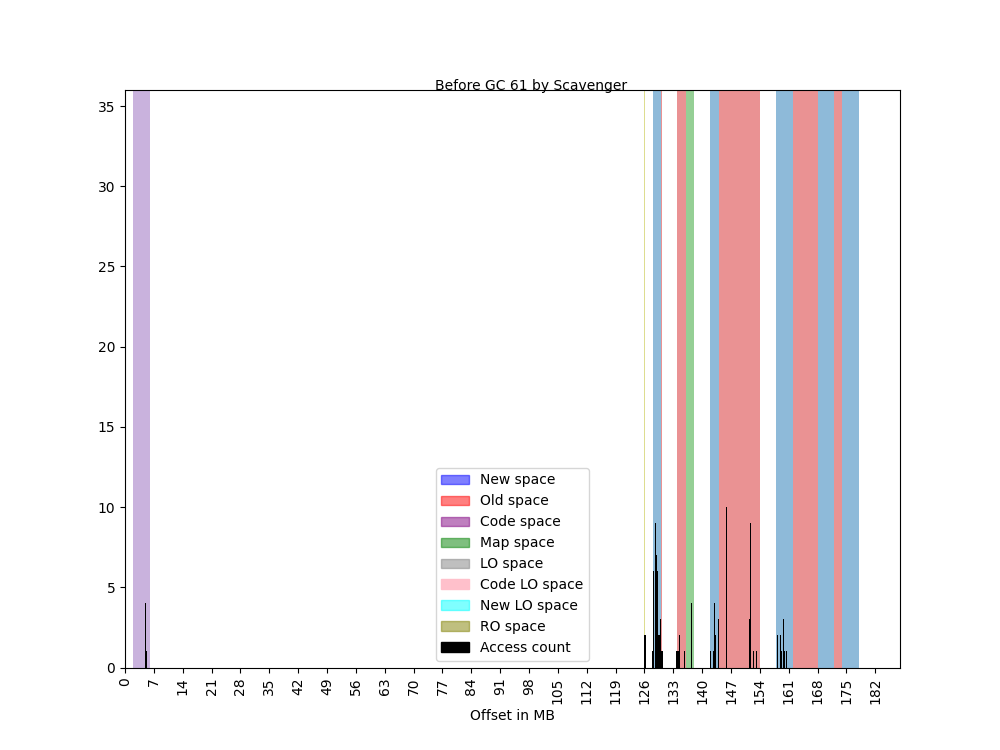 Before GC 61 by Scavenger
35
30
25
20
15
10
5
0
New space
Old space
Code space
Map space
LO space
Code LO space
New LO space
RO space
Access count
0 7 14 21 28 35 42 49 56 63 70 77 84 91 98 105 112 119 126 133 140 147 154 161 168 175 182
Offset in MB